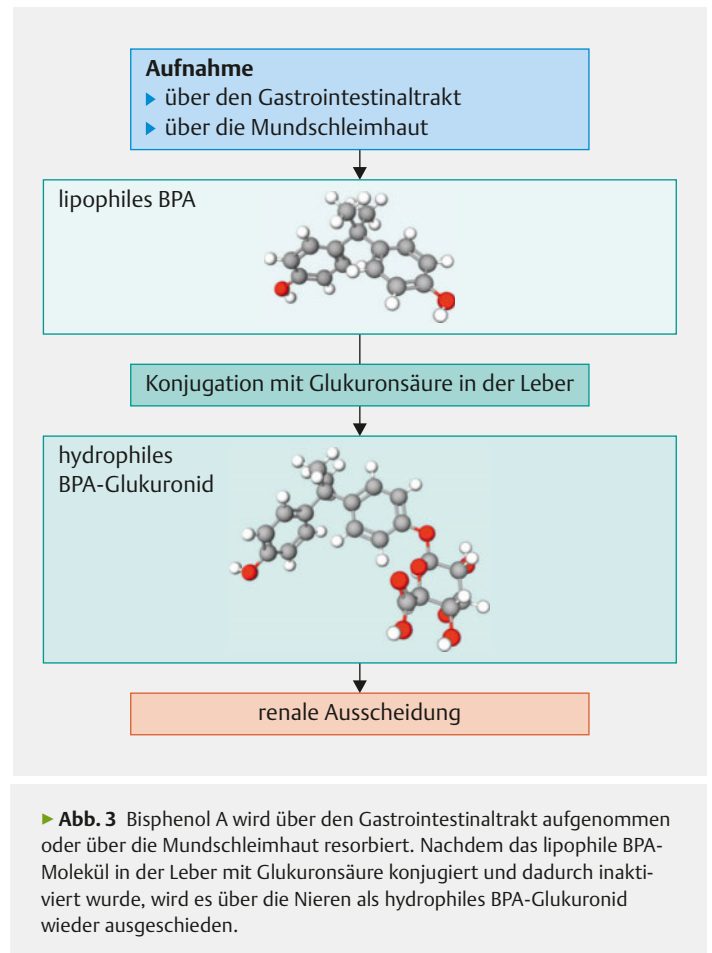 Aufnahme
▶ über den Gastrointestinaltrakt
▶ über die Mundschleimhaut
lipophiles BPA
Konjugation mit Glukuronsäure in der Leber
hydrophiles
BPA-Glukuronid
renale Ausscheidung
▶ Abb. 3 Bisphenol A wird über den Gastrointestinaltrakt aufgenommen
oder über die Mundschleimhaut resorbiert. Nachdem das lipophile BPA-
Molekül in der Leber mit Glukuronsäure konjugiert und dadurch inakti-
viert wurde, wird es über die Nieren als hydrophiles BPA-Glukuronid
wieder ausgeschieden.